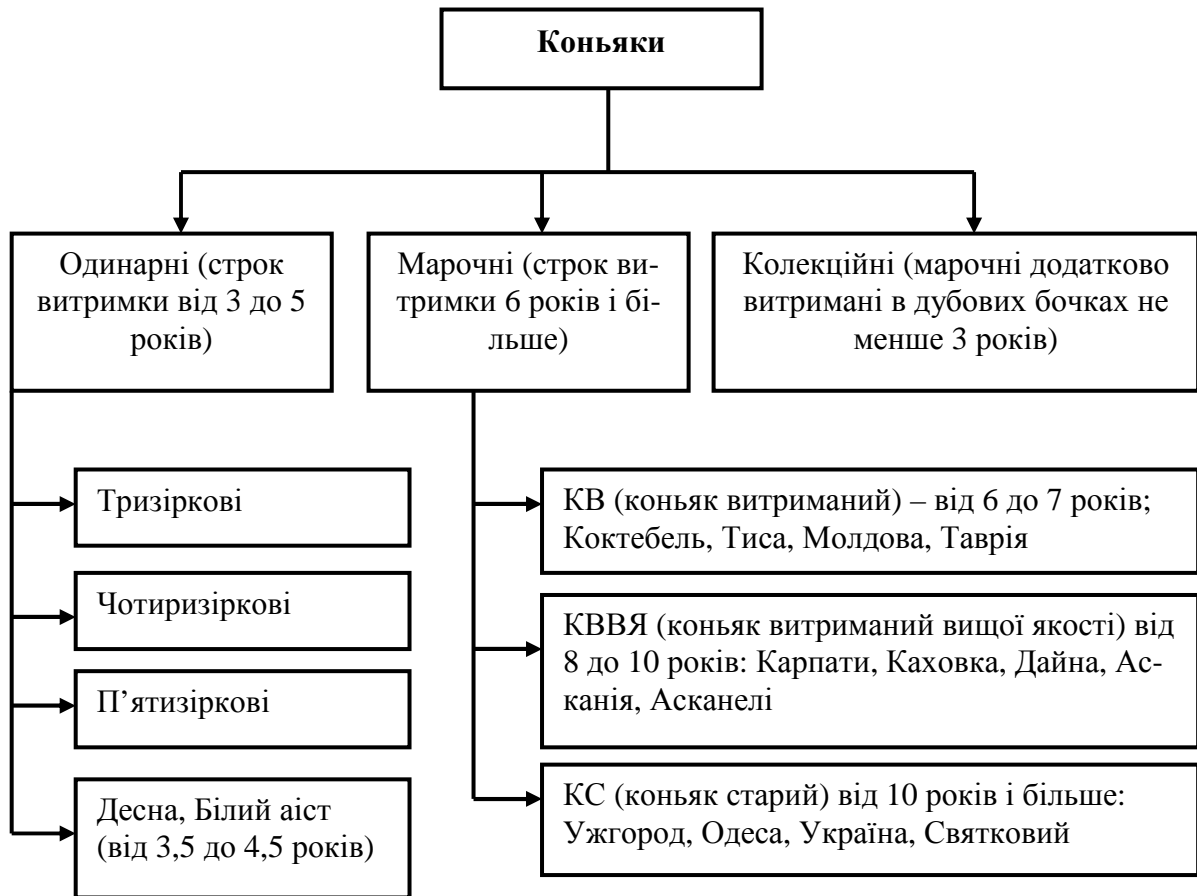 Коньяки
Одинарні (строк
витримки від 3 до 5
років)
Марочні (строк ви-
тримки 6 років і бі-
льше)
Колекційні (марочні додатково
витримані в дубових бочках не
менше 3 років)
Тризіркові
Чотиризіркові
П’ятизіркові
Десна, Білий аіст
(від 3,5 до 4,5 років)
КВ (коньяк витриманий) – від 6 до 7 років;
Коктебель, Тиса, Молдова, Таврія
КВВЯ (коньяк витриманий вищої якості) від
8 до 10 років: Карпати, Каховка, Дайна, Ас-
канія, Асканелі
КС (коньяк старий) від 10 років і більше:
Ужгород, Одеса, Україна, Святковий